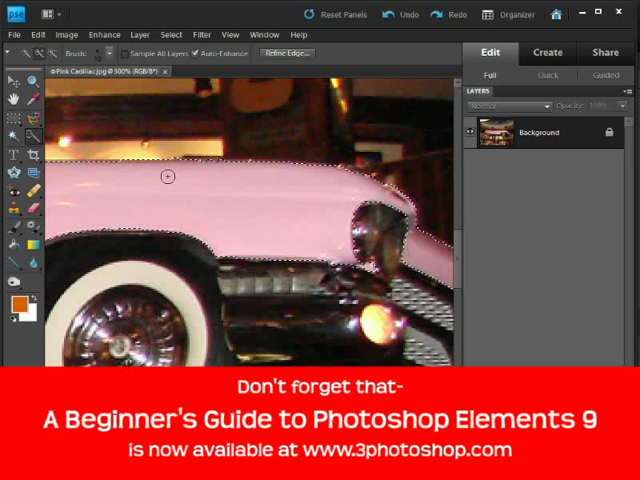 pse
Reset Panels
Undo
Redo
Organizer
File Edit Image Enhance Layer Select Filter View Window Help
Brush:
Sample All Layers
Auto-Enhance
Refine Edge...
Edit Create Share
Pink Cadillac.jpg @ 300% (RGB/8*)
Full Quick Guided
LAYERS
Normal Opacity: 100%
Background
Don't forget that-
A Beginner's Guide to Photoshop Elements 9
is now available at www.3photoshop.com